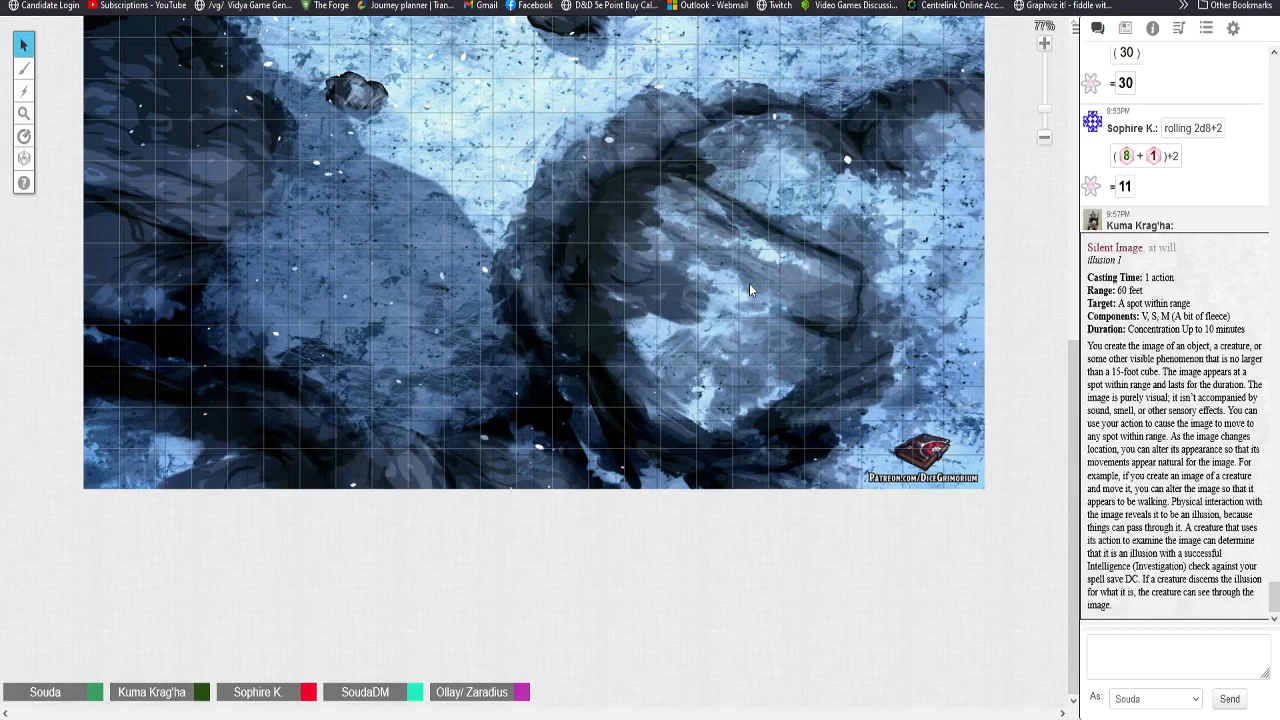 Candidate Login
Subscriptions - YouTube
/vg/ Vidya Game Gen...
The Forge
Journey planner | Tran...
Gmail
Facebook
D&D 5e Point Buy Cal...
Outlook - Webmail
Twitch
Video Games Discussi...
Centrelink Online Acc...
Graphviz it! - fiddle wit...
Other Bookmarks
77%
( 30 )
= 30
9:53PM
Sophire K.: rolling 2d8+2
( 8 + 1 )+2
= 11
9:57PM
Kuma Krag'ha:
Silent Image, at will
illusion 1
Casting Time: 1 action
Range: 60 feet
Target: A spot within range
Components: V, S, M (A bit of fleece)
Duration: Concentration Up to 10 minutes
You create the image of an object, a creature, or
some other visible phenomenon that is no larger
than a 15-foot cube. The image appears at a
spot within range and lasts for the duration. The
image is purely visual; it isn't accompanied by
sound, smell, or other sensory effects. You can
use your action to cause the image to move to
any spot within range. As the image changes
location, you can alter its appearance so that its
movements appear natural for the image. For
example, if you create an image of a creature
and move it, you can alter the image so that it
appears to be walking. Physical interaction with
the image reveals it to be an illusion, because
things can pass through it. A creature that uses
its action to examine the image can determine
that it is an illusion with a successful
Intelligence (Investigation) check against your
spell save DC. If a creature discerns the illusion
for what it is, the creature can see through the
image.
Patreon.com/DiceGrimorium
Souda
Kuma Krag'ha
Sophire K.
SoudaDM
Ollay/ Zaradius
As: Souda
Send